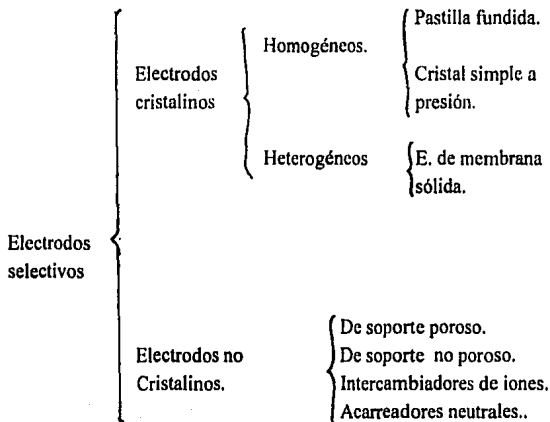 Electrodos
selectivos
Electrodos
cristalinos
Homogéneos.
Pastilla fundida.
Cristal simple a
presión.
Heterogéneos
E. de membrana
sólida.
Electrodos no
Cristalinos.
De soporte poroso.
De soporte no poroso.
Intercambiadores de iones.
Acarreadores neutrales..